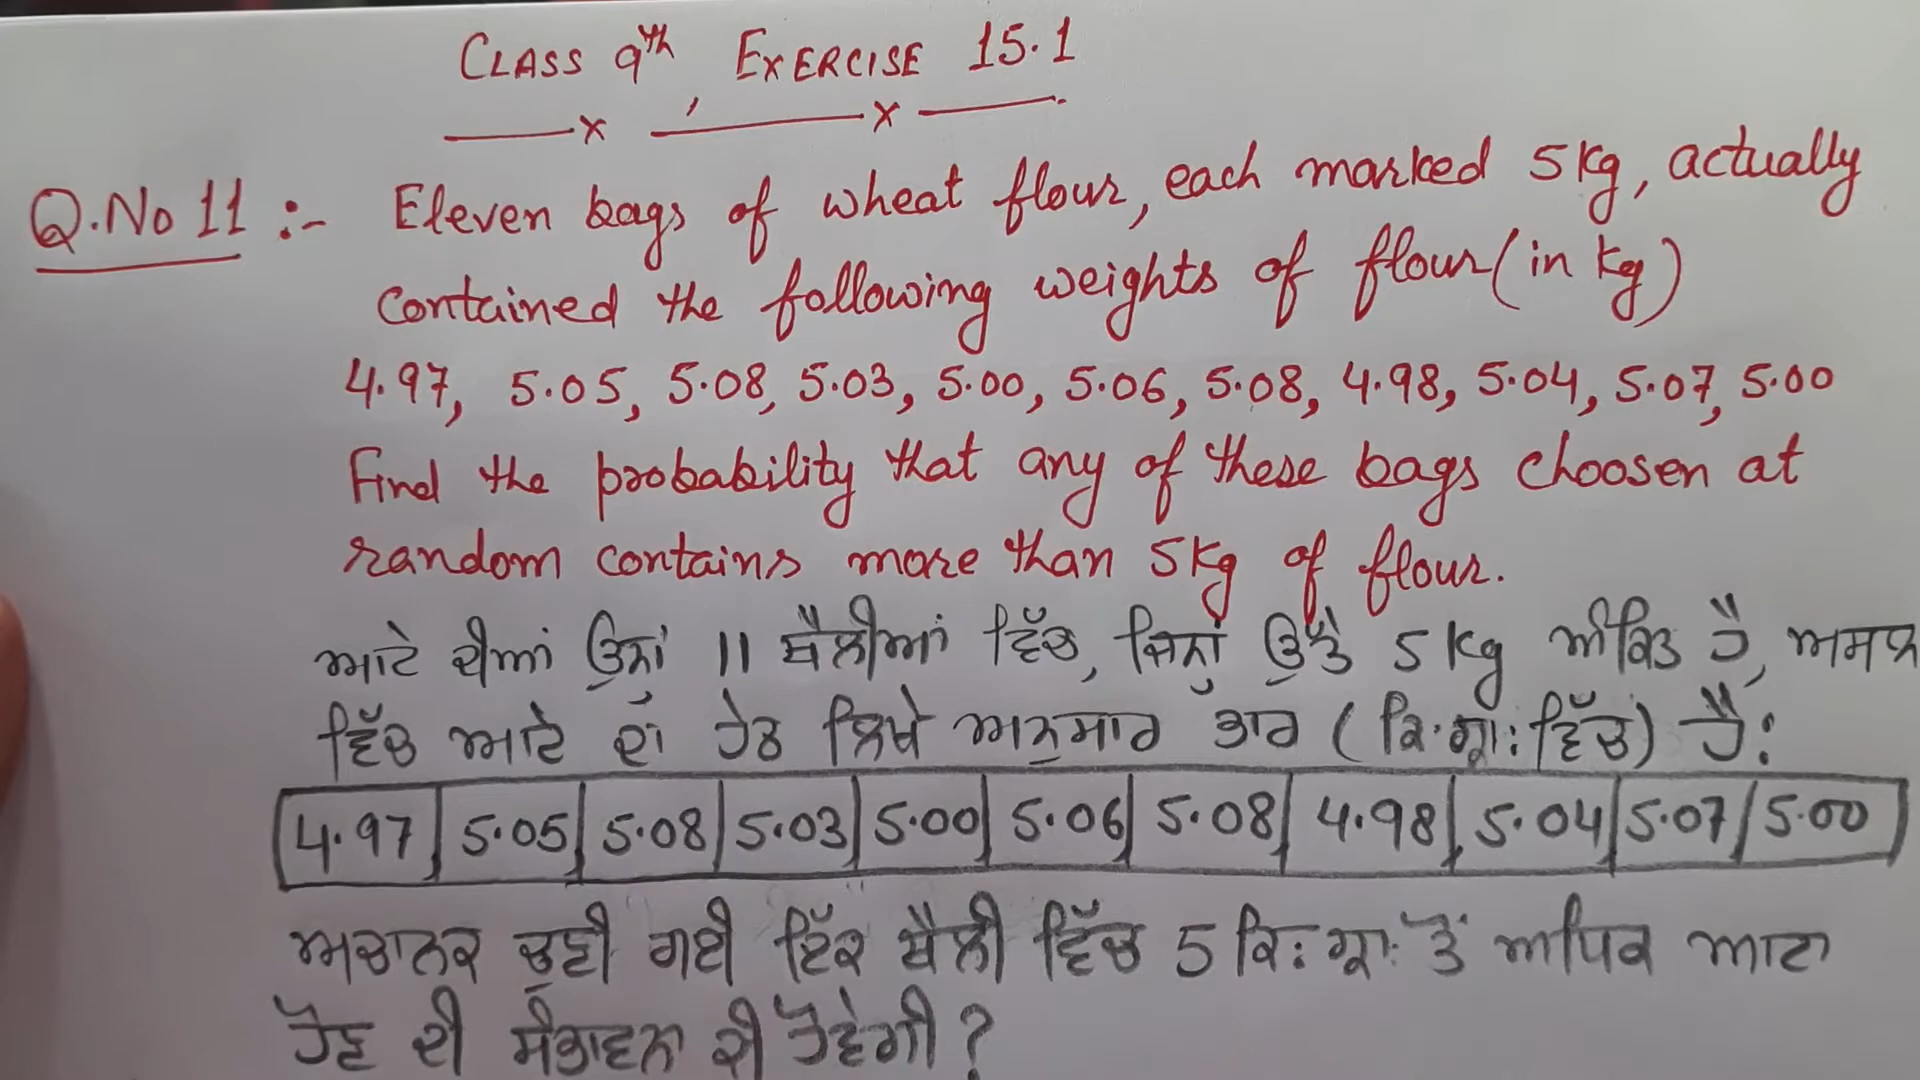 CLASS 9th, EXERCISE 15.1
Q.No 11 :- Eleven bags of wheat flour, each marked 5 kg, actually
contained the following weights of flour (in kg)
4.97, 5.05, 5.08, 5.03, 5.00, 5.06, 5.08, 4.98, 5.04, 5.07, 5.00
Find the probability that any of these bags choosen at
random contains more than 5kg of flour.
ਆਟੇ ਦੀਆਂ ਉਨਾਂ 11 ਥੈਲੀਆਂ ਵਿੱਚ, ਜਿਨਾਂ ਉੱਤੇ 5 kg ਅੰਕਿਤ ਹੈ, ਅਸਲ
ਵਿੱਚ ਆਟੇ ਦਾ ਹੇਠ ਲਿਖੇ ਅਨੁਸਾਰ ਭਾਰ (ਕਿ.ਗ੍ਰਾ: ਵਿੱਚ) ਹੈ:
4.97 5.05 5.08 5.03 5.00 5.06 5.08 4.98 5.04 5.07 5.00
ਅਚਾਨਕ ਚੁਣੀ ਗਈ ਇੱਕ ਥੈਲੀ ਵਿੱਚ 5 ਕਿ: ਗ੍ਰਾ: ਤੋਂ ਅਧਿਕ ਆਟਾ
ਹੋਣ ਦੀ ਸੰਭਾਵਨਾ ਕੀ ਹੋਵੇਗੀ ?